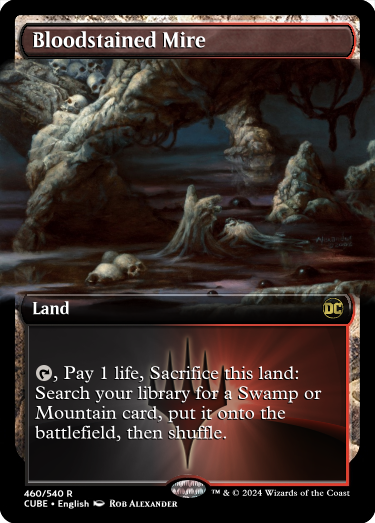 Bloodstained Mire
Land
DC
, Pay 1 life, Sacrifice this land:
Search your library for a Swamp or
Mountain card, put it onto the
battlefield, then shuffle.
460/540 R
™ & © 2024 Wizards of the Coast
CUBE • English Rob Alexander